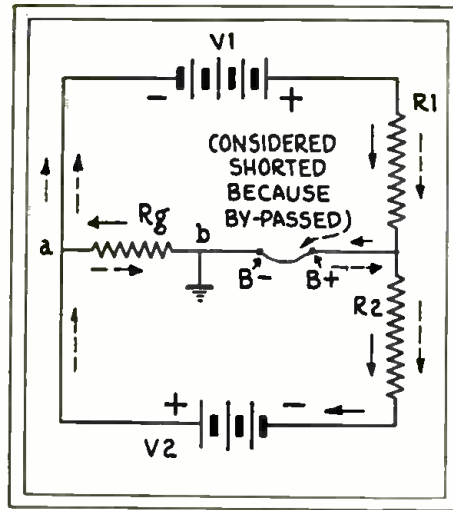 V1
- +
R1
(CONSIDERED
SHORTED
BECAUSE
BY-PASSED)
Rg
a
b
B-
B+
R2
+ -
V2